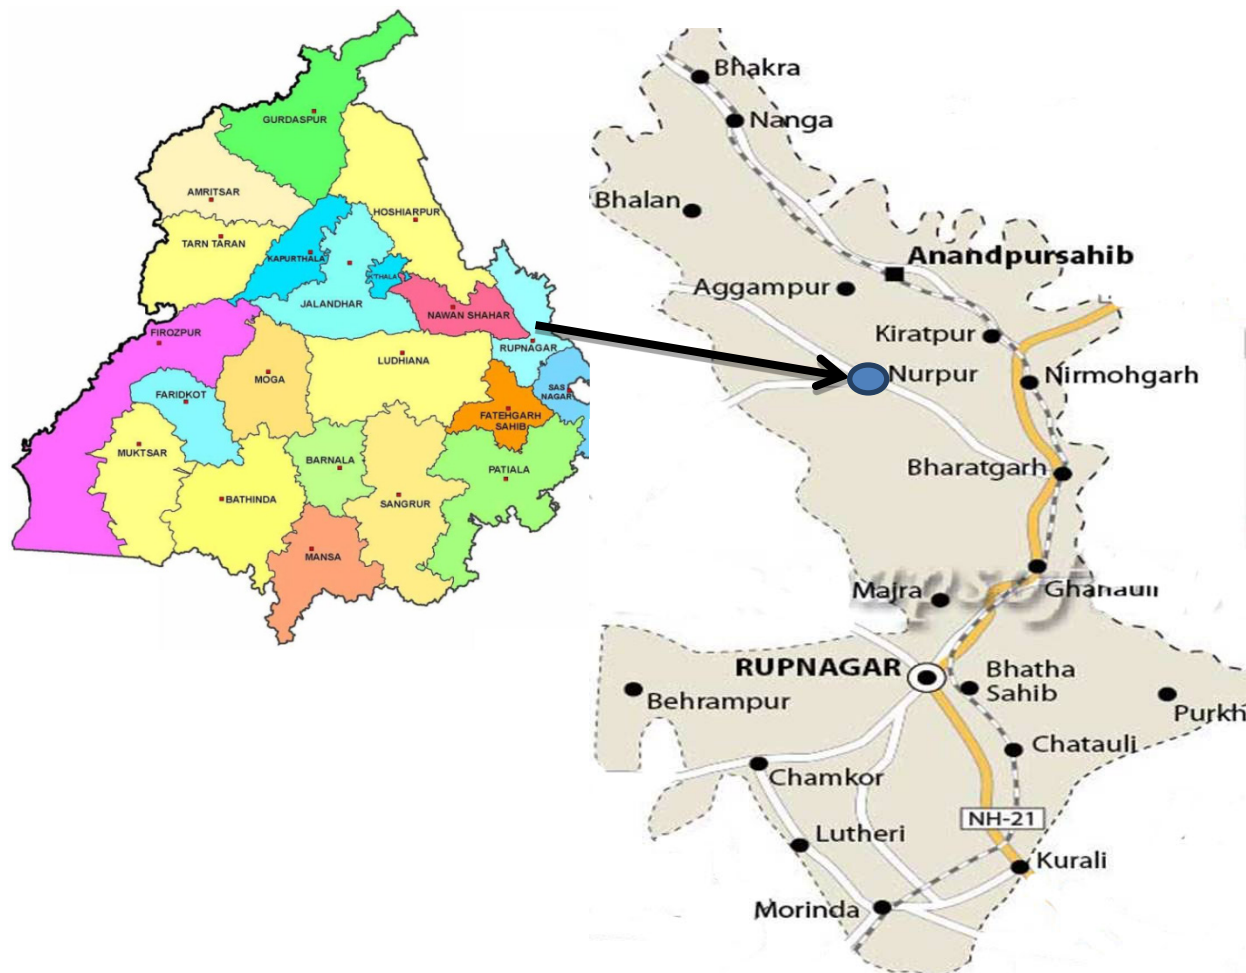 GURDASPUR
AMRITSAR
HOSHIARPUR
TARN TARAN
KAPURTHALA
JALANDHAR
NAWAN SHAHAR
FIROZPUR
RUPNAGAR
LUDHIANA
MOGA
SAS
NAGAR
FARIDKOT
FATEHGARH
SAHIB
MUKTSAR
BARNALA
PATIALA
BATHINDA
SANGRUR
MANSA
Bhakra
Nanga
Bhalan
Anandpursahib
Aggampur
Kiratpur
Nurpur
Nirmohgarh
Bharatgarh
Majra
Ghanauli
RUPNAGAR
Bhatha
Sahib
Behrampur
Purkh
Chatauli
Chamkor
NH-21
Lutheri
Kurali
Morinda